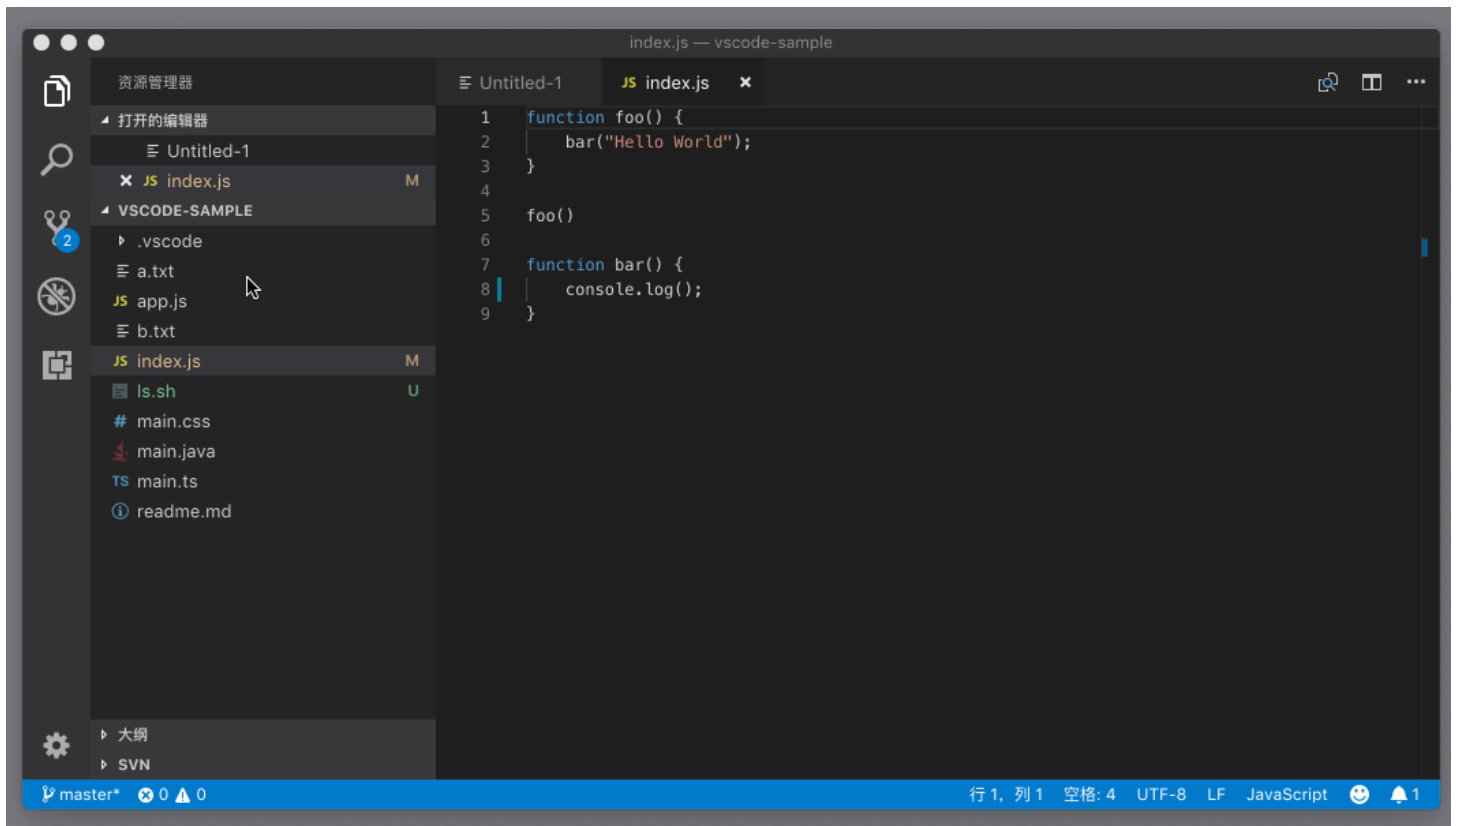 index.js — vscode-sample
资源管理器
打开的编辑器
Untitled-1
JS index.js M
VSCODE-SAMPLE
.vscode
a.txt
JS app.js
b.txt
JS index.js M
ls.sh U
# main.css
main.java
TS main.ts
readme.md
大纲
SVN
2
Untitled-1 JS index.js
1 function foo() {
2 bar("Hello World");
3 }
4
5 foo()
6
7 function bar() {
8 console.log();
9 }
master* 0 0 行 1, 列 1 空格: 4 UTF-8 LF JavaScript 1